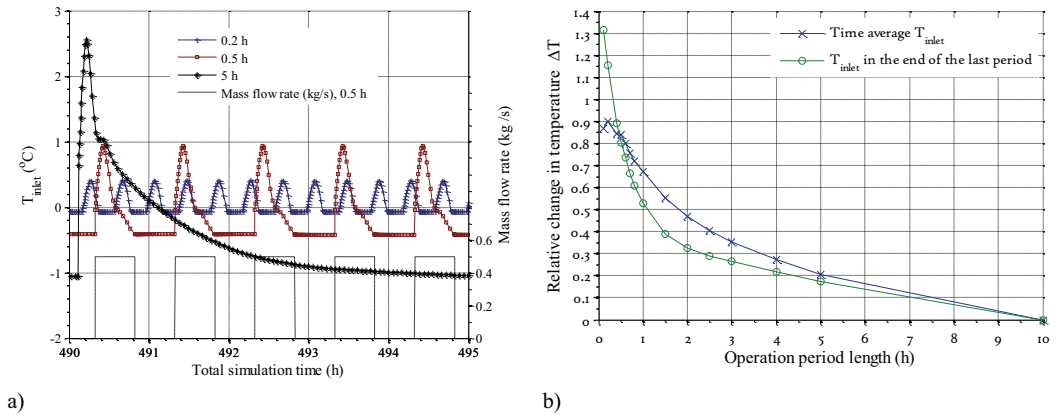 3
2
1
0
-1
-2
T inlet (°C)
0.2 h
0.5 h
5 h
Mass flow rate (kg/s), 0.5 h
0.6
0.4
0.2
0
Mass flow rate (kg /s)
490 491 492 493 494 495
Total simulation time (h)
a)
1.4
1.3
1.2
1.1
1
0.9
0.8
0.7
0.6
0.5
0.4
0.3
0.2
0.1
0
Relative change in temperature ΔT
Time average T inlet
T inlet in the end of the last period
0 1 2 3 4 5 6 7 8 9 10
Operation period length (h)
b)